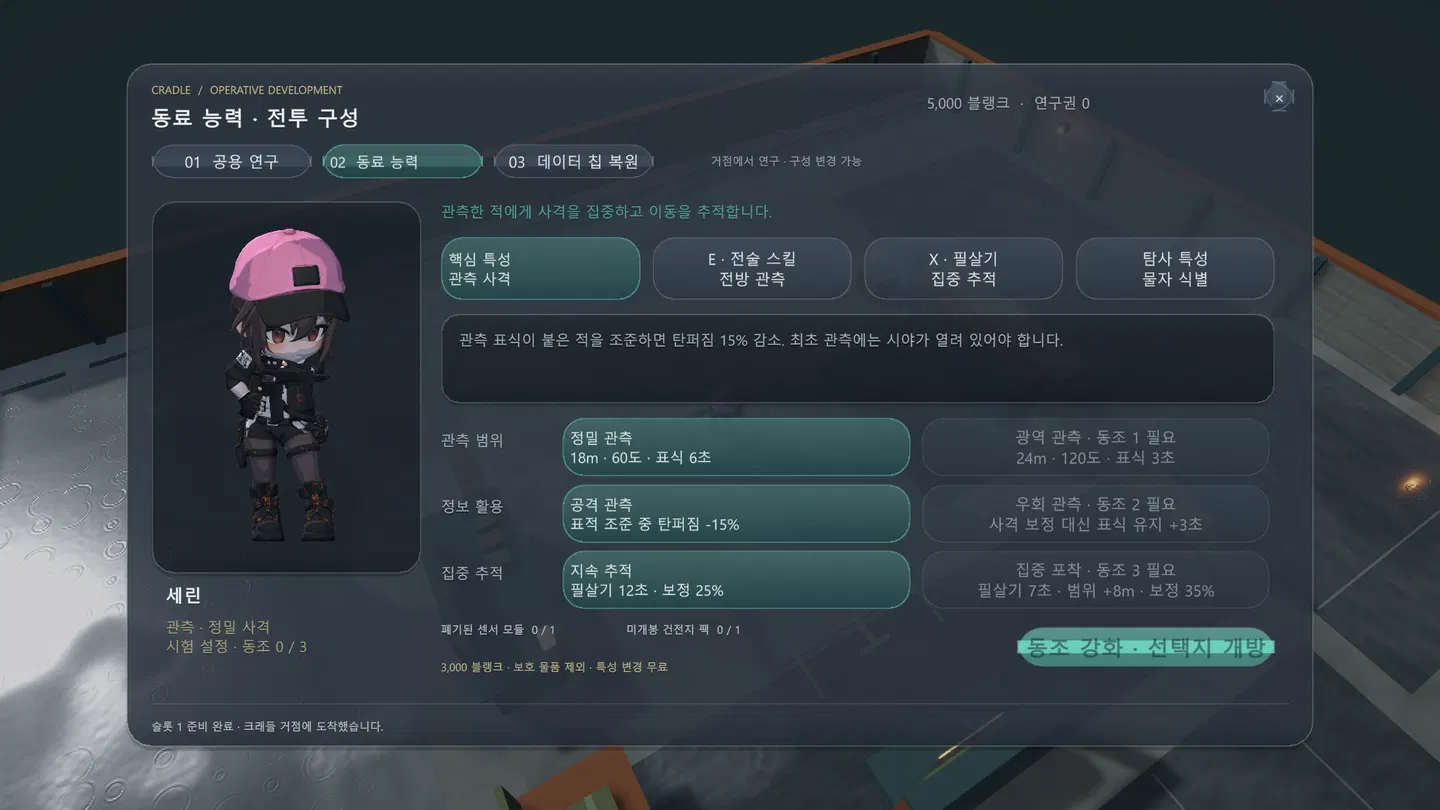 CRADLE / OPERATIVE DEVELOPMENT
동료 능력 · 전투 구성
5,000 블랭크 · 연구권 0
×
01 공용 연구
02 동료 능력
03 데이터 칩 복원
거점에서 연구 · 구성 변경 가능
관측한 적에게 사격을 집중하고 이동을 추적합니다.
핵심 특성
관측 사격
E · 전술 스킬
전방 관측
X · 필살기
집중 추적
탐사 특성
물자 식별
관측 표식이 붙은 적을 조준하면 탄퍼짐 15% 감소. 최초 관측에는 시야가 열려 있어야 합니다.
관측 범위
정밀 관측
18m · 60도 · 표식 6초
광역 관측 · 동조 1 필요
24m · 120도 · 표식 3초
정보 활용
공격 관측
표적 조준 중 탄퍼짐 -15%
우회 관측 · 동조 2 필요
사격 보정 대신 표식 유지 +3초
집중 추적
지속 추적
필살기 12초 · 보정 25%
집중 포착 · 동조 3 필요
필살기 7초 · 범위 +8m · 보정 35%
세린
관측 · 정밀 사격
시험 설정 · 동조 0 / 3
폐기된 센서 모듈 0 / 1
미개봉 건전지 팩 0 / 1
동조 강화 · 선택지 개방
3,000 블랭크 · 보호 물품 제외 · 특성 변경 무료
슬롯 1 준비 완료 · 크래들 거점에 도착했습니다.